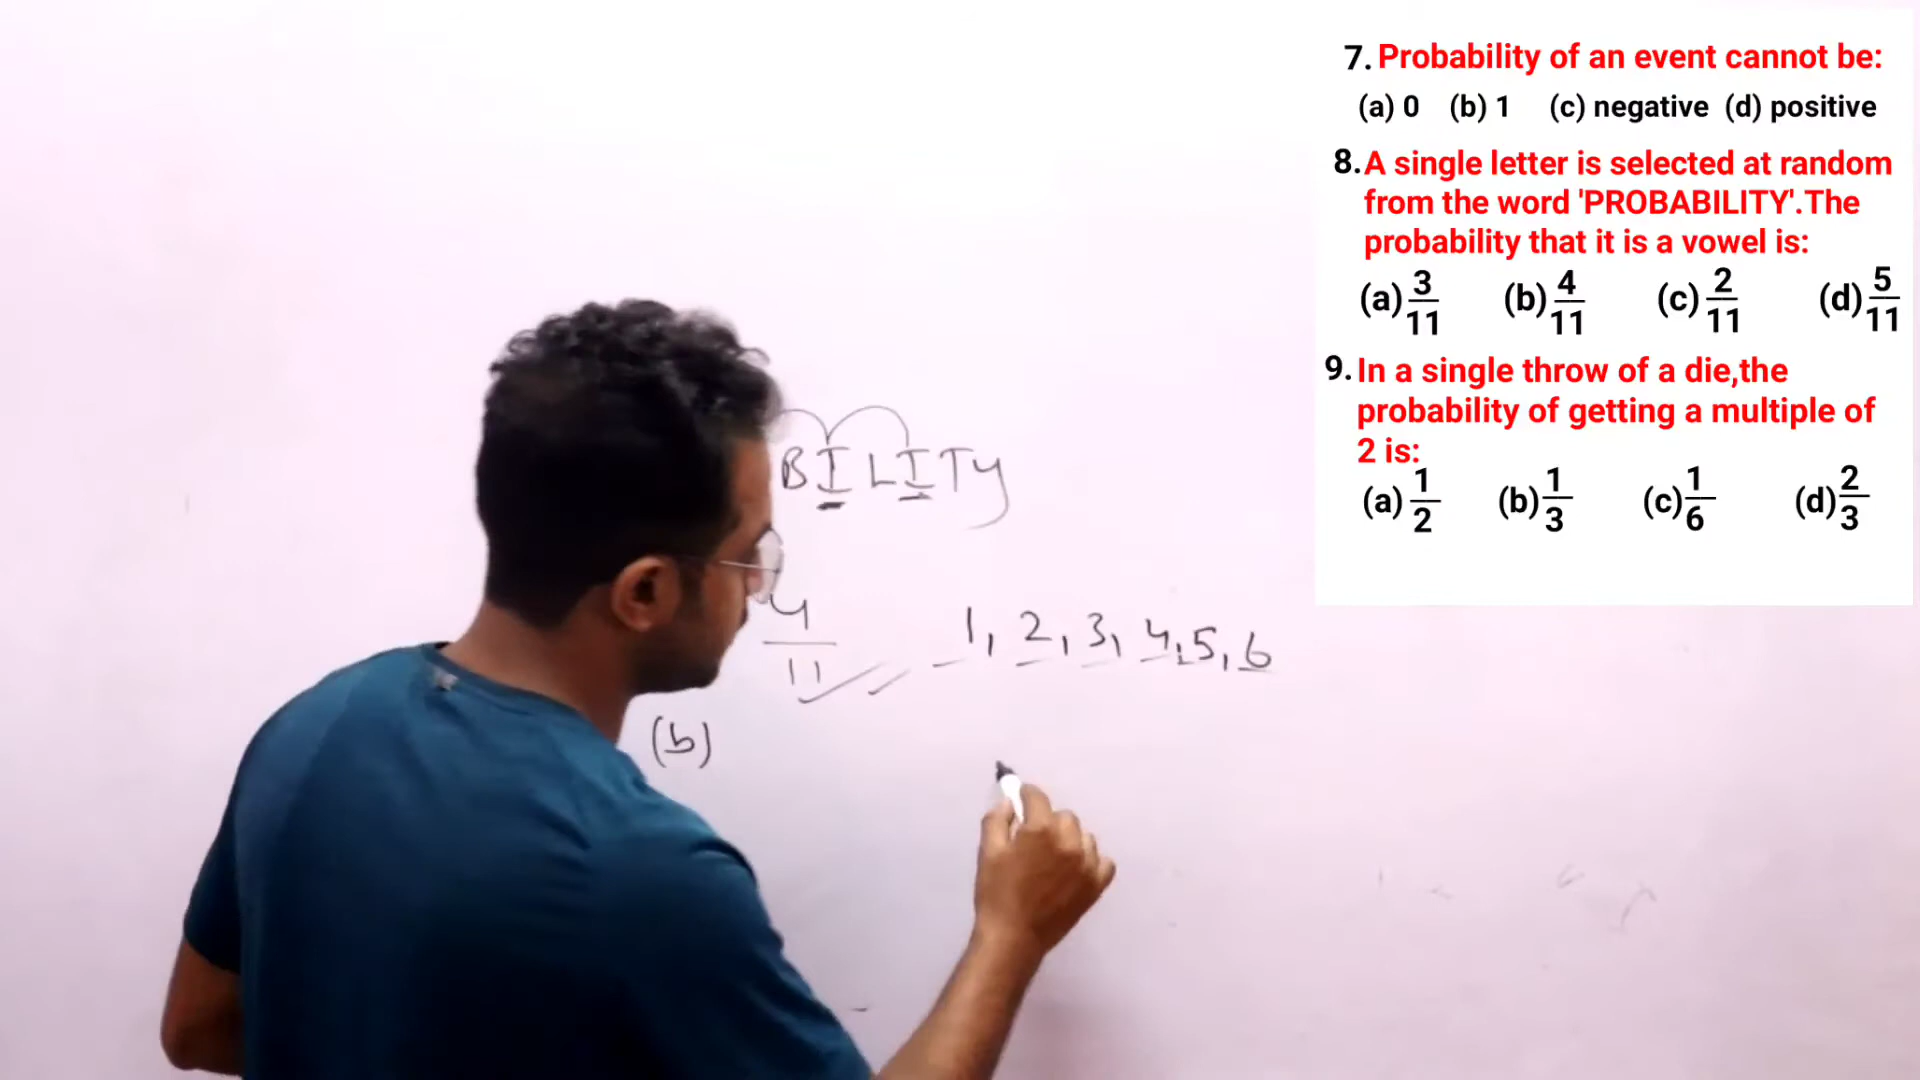 7. Probability of an event cannot be:
(a) 0 (b) 1 (c) negative (d) positive
8. A single letter is selected at random
from the word 'PROBABILITY'.The
probability that it is a vowel is:
(a) 3/11 (b) 4/11 (c) 2/11 (d) 5/11
9. In a single throw of a die,the
probability of getting a multiple of
2 is:
(a) 1/2 (b) 1/3 (c) 1/6 (d) 2/3
BILITY
4/11
1, 2, 3, 4, 5, 6
(b)